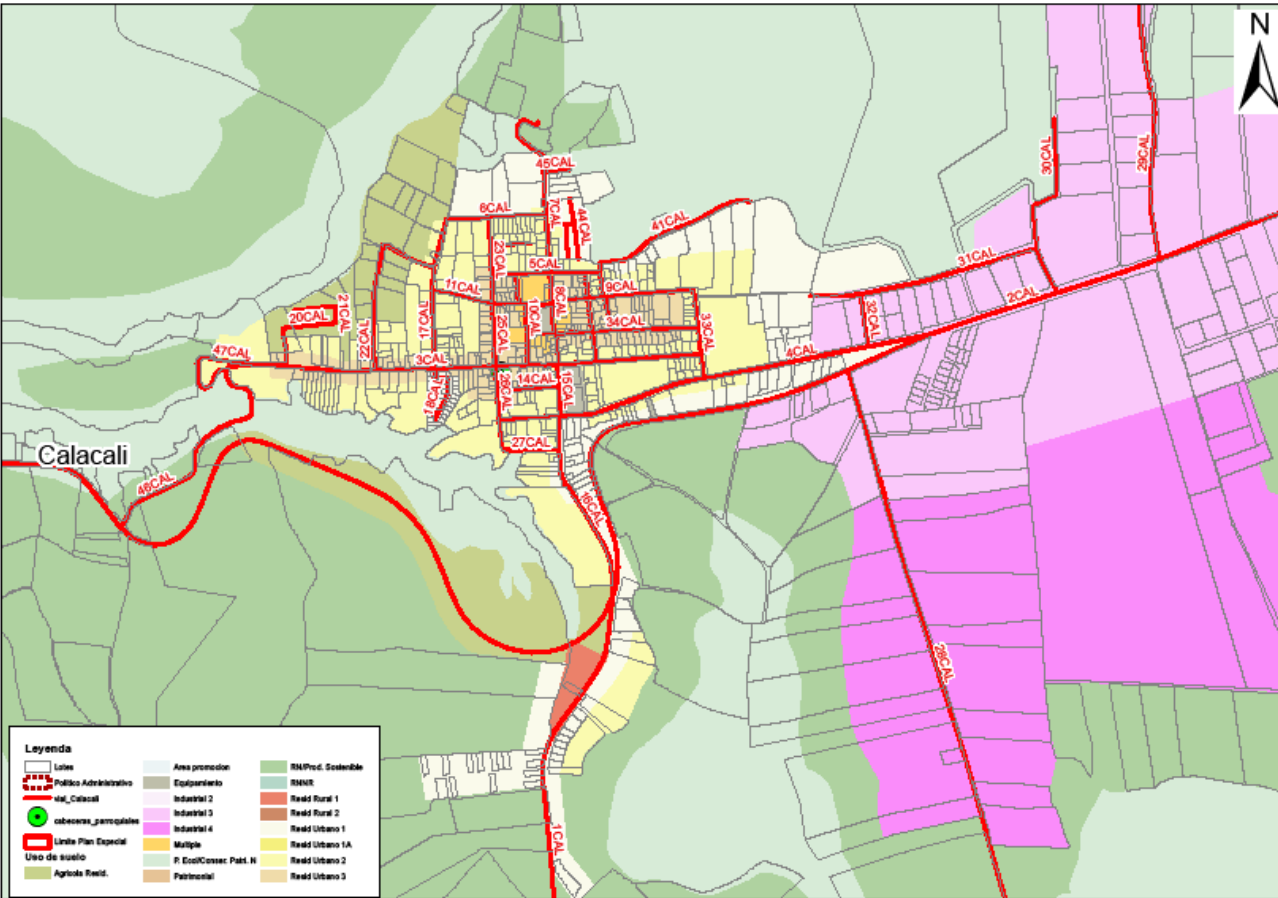 N
30CAL
29CAL
45CAL
6CAL
7CAL
44CAL
41CAL
23CAL
5CAL
31CAL
11CAL
9CAL
2CAL
21CAL
20CAL
17CAL
10CAL
8CAL
34CAL
32CAL
33CAL
22CAL
25CAL
47CAL
3CAL
4CAL
14CAL
15CAL
18CAL
26CAL
27CAL
Calacali
46CAL
16CAL
28CAL
1CAL
Leyenda
Lotes
Politico Administrativo
vial_Calacali
cabeceras_parroquiales
Limite Plan Especial
Uso de suelo
Agricola Resid.
Area promocion
Equipamiento
Industrial 2
Industrial 3
Industrial 4
Multiple
P. Ecol/Conser. Patri. N
Patrimonial
RN/Prod. Sostenible
RNNR
Resid Rural 1
Resid Rural 2
Resid Urbano 1
Resid Urbano 1A
Resid Urbano 2
Resid Urbano 3